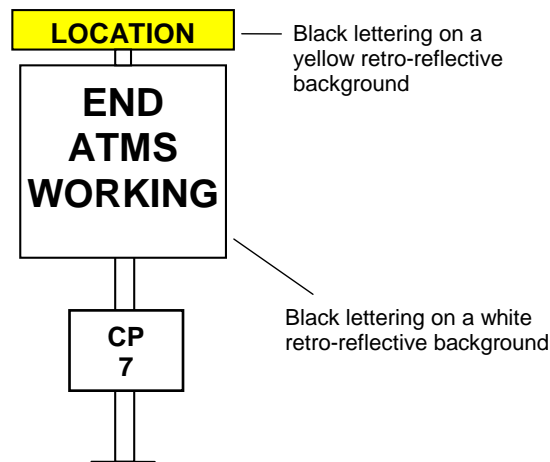 LOCATION
Black lettering on a
yellow retro-reflective
background
END
ATMS
WORKING
Black lettering on a white
retro-reflective background
CP
7